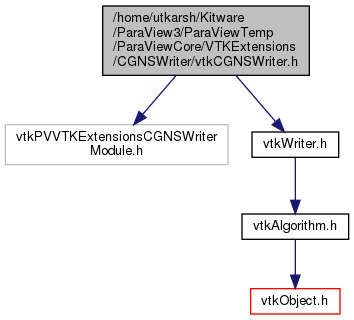 /home/utkarsh/Kitware
/ParaView3/ParaViewTemp
/ParaViewCore/VTKExtensions
/CGNSWriter/vtkCGNSWriter.h
vtkPVVTKExtensionsCGNSWriter
Module.h
vtkWriter.h
vtkAlgorithm.h
vtkObject.h